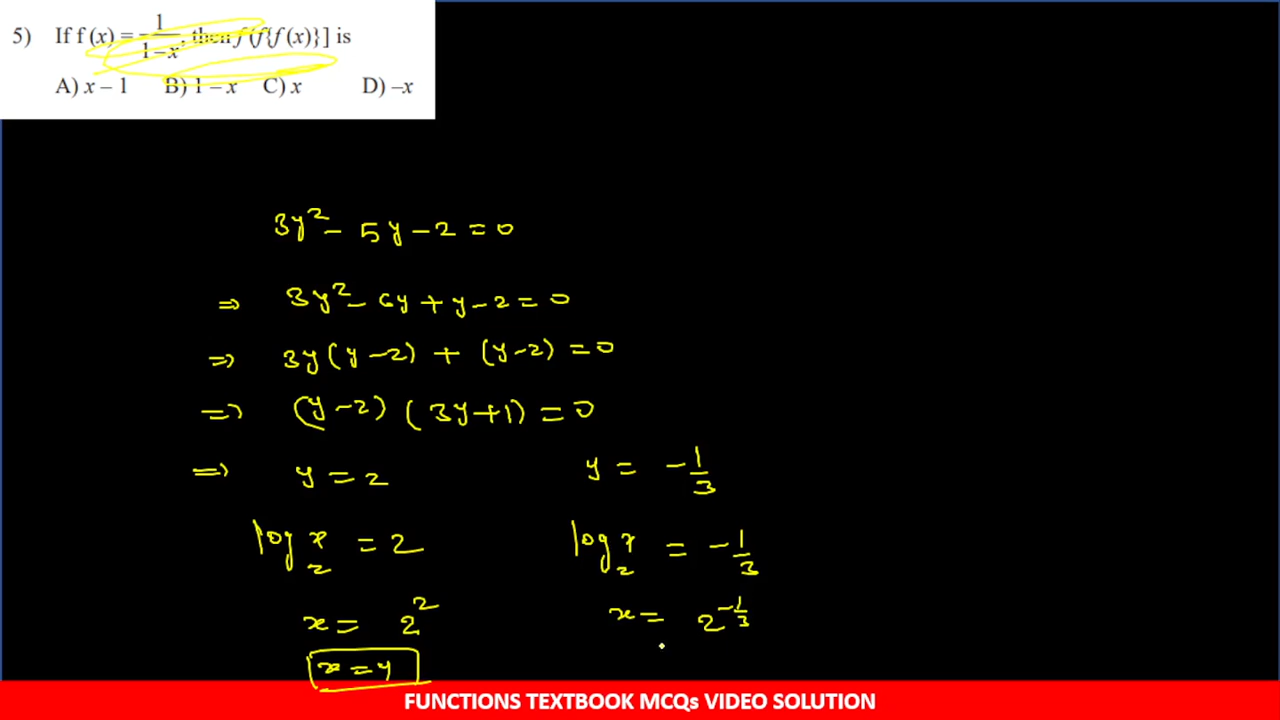 5) If f (x) = 1/(1–x), then f [f{f (x)}] is
A) x – 1 B) 1 – x C) x D) –x
3y² - 5y - 2 = 0
⇒ 3y² - 6y + y - 2 = 0
⇒ 3y(y-2) + (y-2) = 0
⇒ (y-2) (3y+1) = 0
⇒ y = 2 y = -1/3
log₂ x = 2 log₂ x = -1/3
x = 2² x = 2^(-1/3)
x = 4
FUNCTIONS TEXTBOOK MCQs VIDEO SOLUTION